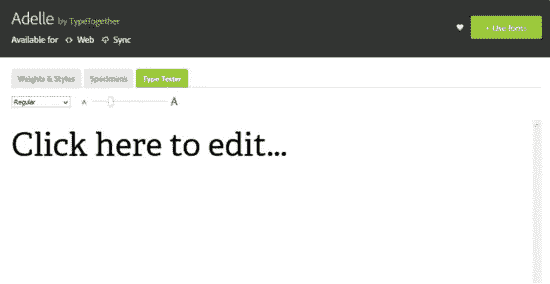 Adelle by TypeTogether
+ Use fonts
Available for <> Web Sync
Weights & Styles Specimens Type Tester
Regular A A
Click here to edit...